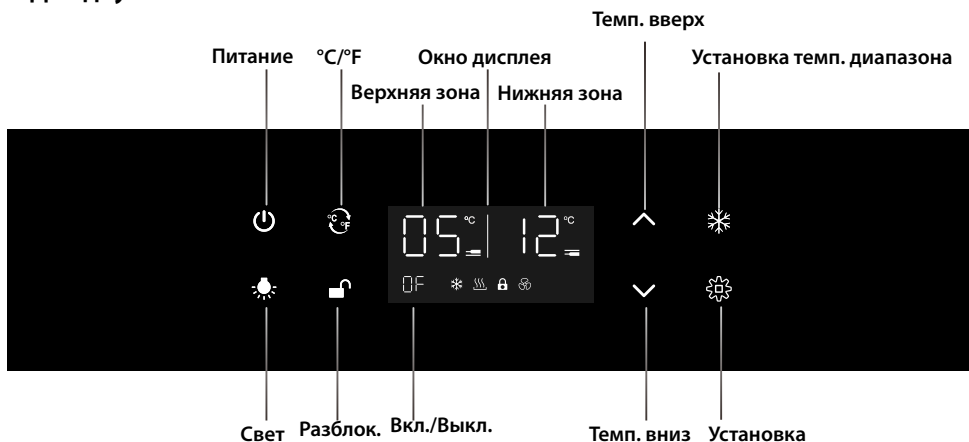 Темп. вверх
Питание °C/°F Окно дисплея Установка темп. диапазона
Верхняя зона Нижняя зона
°C °F 05 °C 12 °C
0F
Свет Разблок. Вкл./Выкл. Темп. вниз Установка